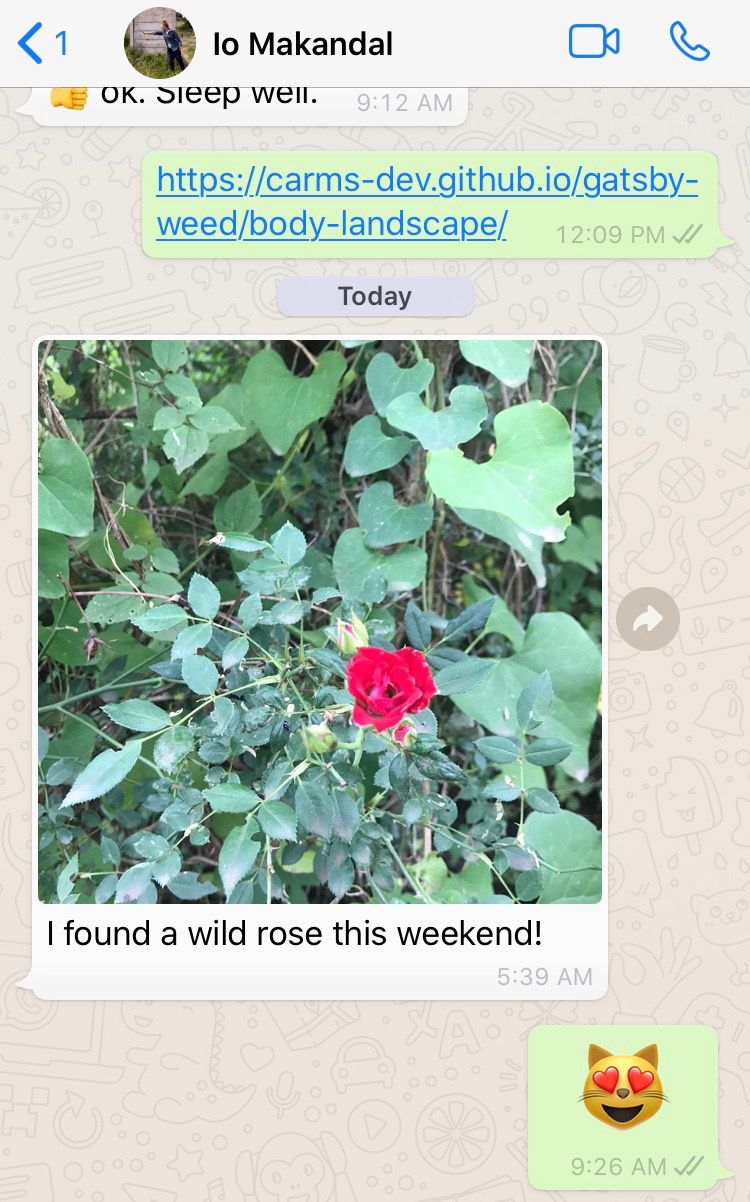 1
Io Makandal
ok. Sleep well.
9:12 AM
https://carms-dev.github.io/gatsby-
weed/body-landscape/
12:09 PM
Today
I found a wild rose this weekend!
5:39 AM
9:26 AM